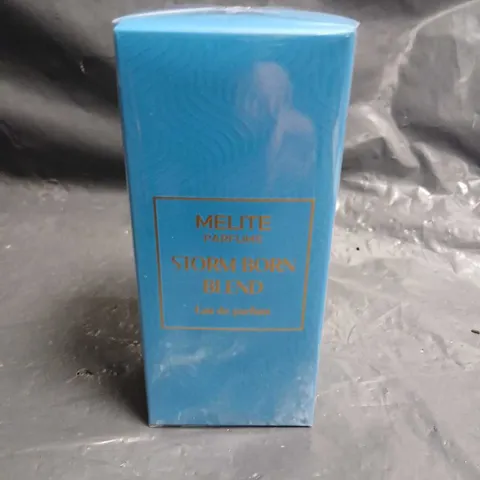 MELITE
PARFUMS
STORM BORN
BLEND
Eau de parfum